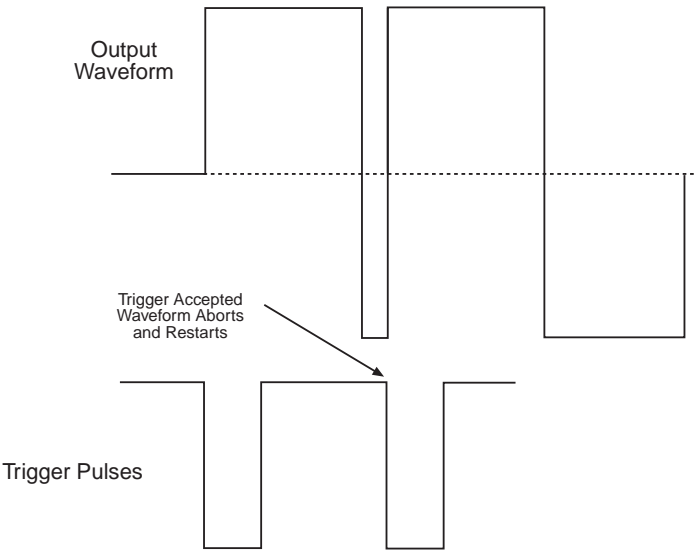 Output
Waveform
Trigger Accepted
Waveform Aborts
and Restarts
Trigger Pulses